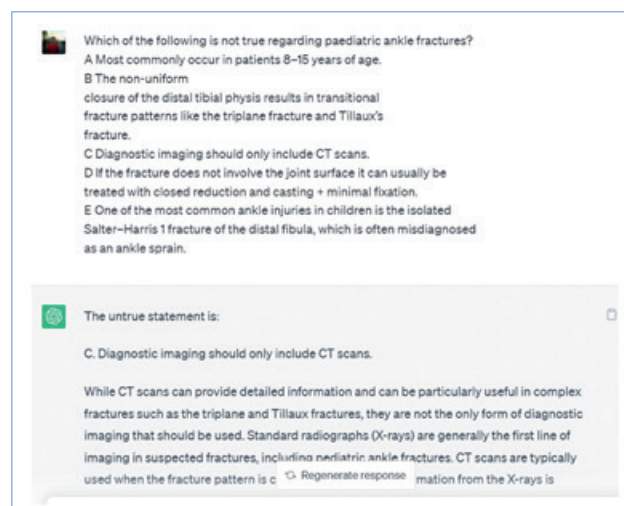 Which of the following is not true regarding paediatric ankle fractures?
A Most commonly occur in patients 8–15 years of age.
B The non-uniform
closure of the distal tibial physis results in transitional
fracture patterns like the triplane fracture and Tillaux's
fracture.
C Diagnostic imaging should only include CT scans.
D If the fracture does not involve the joint surface it can usually be
treated with closed reduction and casting + minimal fixation.
E One of the most common ankle injuries in children is the isolated
Salter–Harris 1 fracture of the distal fibula, which is often misdiagnosed
as an ankle sprain.
The untrue statement is:
C. Diagnostic imaging should only include CT scans.
While CT scans can provide detailed information and can be particularly useful in complex
fractures such as the triplane and Tillaux fractures, they are not the only form of diagnostic
imaging that should be used. Standard radiographs (X-rays) are generally the first line of
imaging in suspected fractures, including pediatric ankle fractures. CT scans are typically
used when the fracture pattern is c Regenerate response mation from the X-rays is